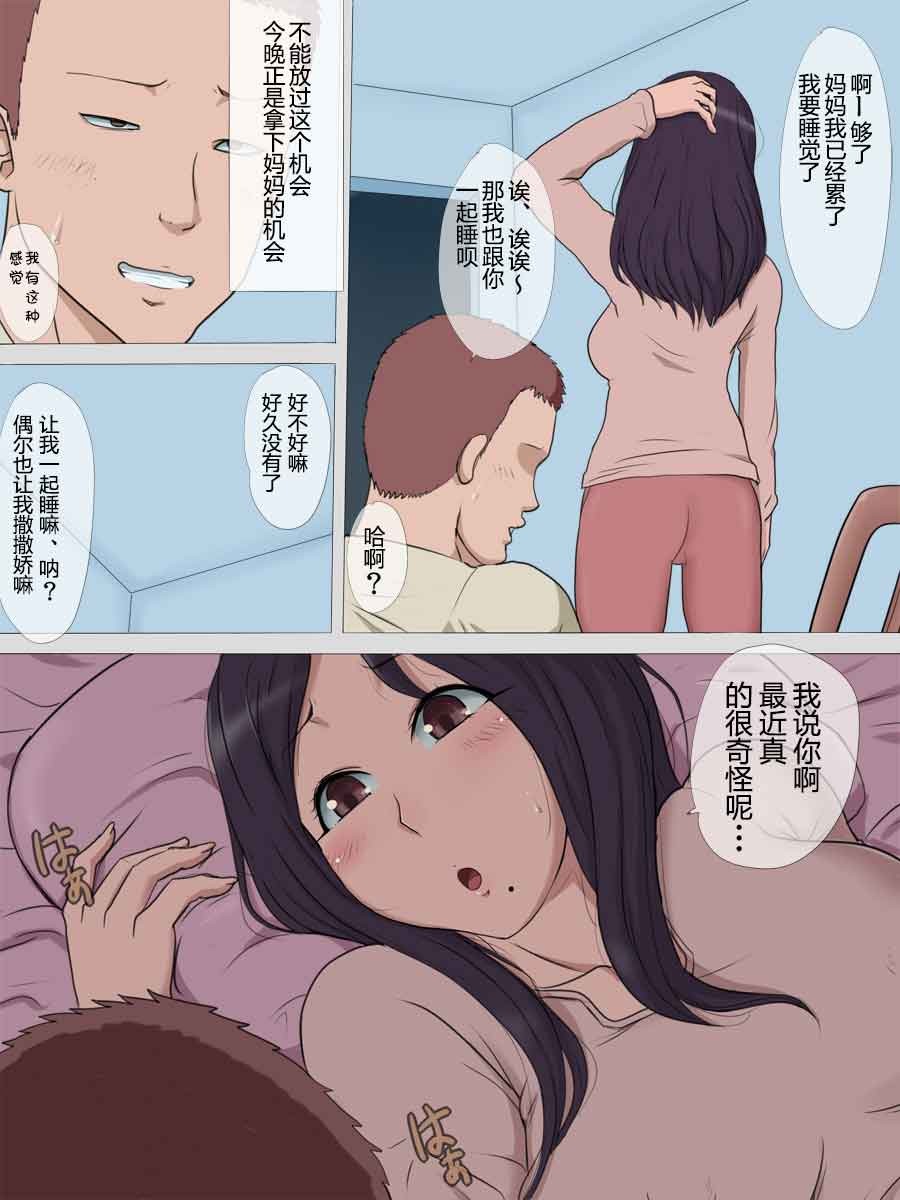 啊ー够了
妈妈我已经累了
我要睡觉了
诶、诶诶～
那我也跟你
一起睡呗
哈啊？
不能放过这个机会
今晚正是拿下妈妈的机会
我有这种
感觉
好不好嘛
好久没有了
让我一起睡嘛、呐？
偶尔也让我撒撒娇嘛
我说你啊
最近真
的很奇怪呢…
はぁ
はぁ